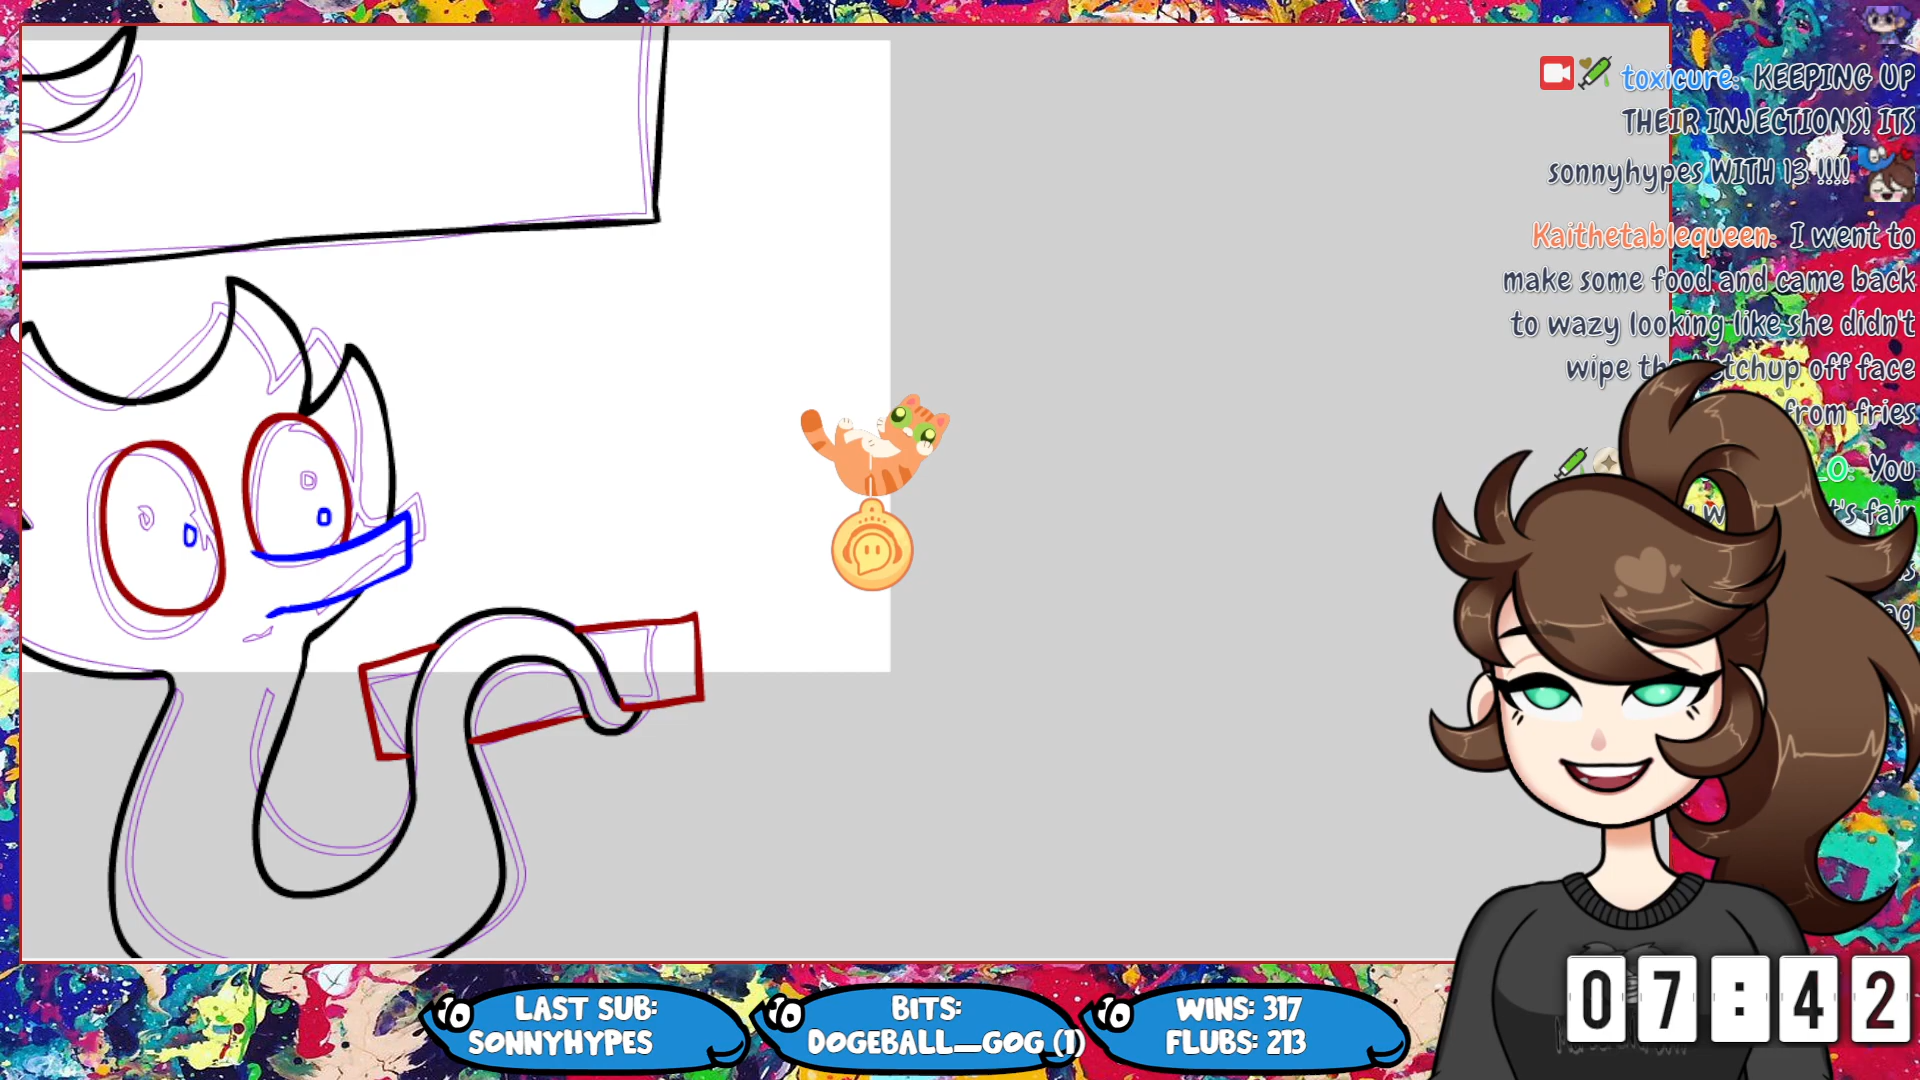 toxicure: KEEPING UP
THEIR INJECTIONS! ITS
sonnyhypes WITH 13 !!!!
Kaithetablequeen: I went to
make some food and came back
to wazy looking like she didn't
wipe the ketchup off face
from fries
You
LAST SUB:
SONNYHYPES
BITS:
DOGEBALL_GOG (1)
WINS: 317
FLUBS: 213
07:42